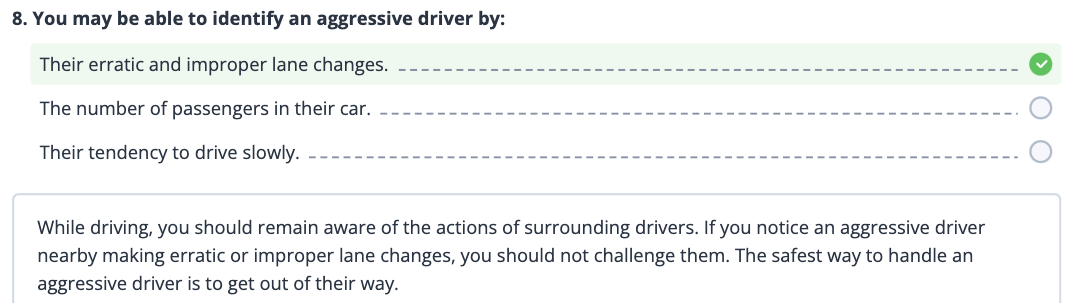 8. You may be able to identify an aggressive driver by:
Their erratic and improper lane changes.
The number of passengers in their car.
Their tendency to drive slowly.
While driving, you should remain aware of the actions of surrounding drivers. If you notice an aggressive driver
nearby making erratic or improper lane changes, you should not challenge them. The safest way to handle an
aggressive driver is to get out of their way.